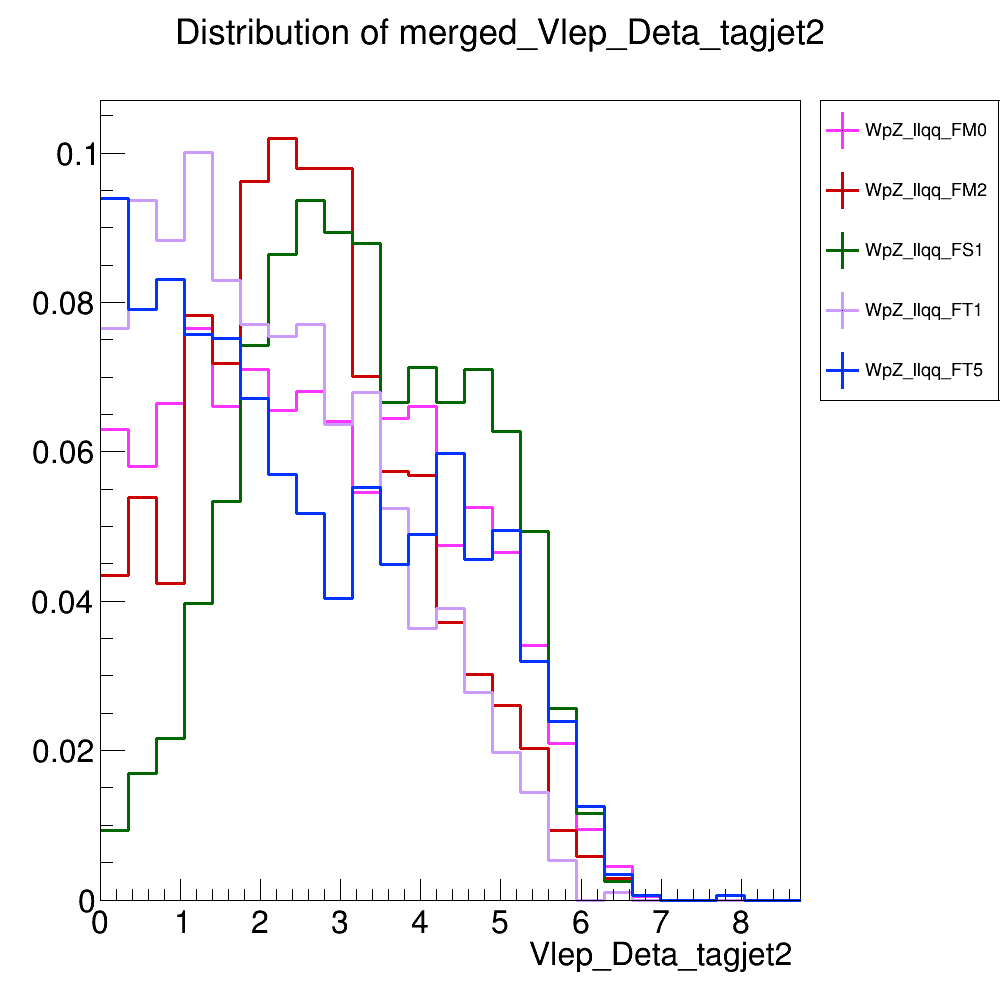 Distribution of merged_Vlep_Deta_tagjet2
WpZ_llqq_FM0
WpZ_llqq_FM2
WpZ_llqq_FS1
WpZ_llqq_FT1
WpZ_llqq_FT5
0.1
0.08
0.06
0.04
0.02
0
0 1 2 3 4 5 6 7 8
Vlep_Deta_tagjet2